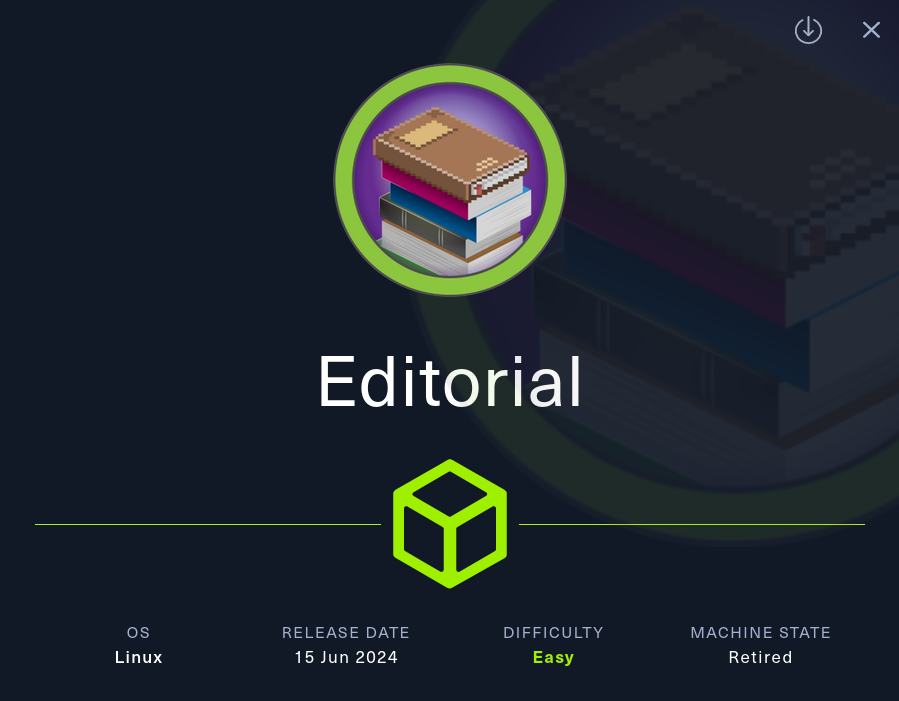 Editorial
OS RELEASE DATE DIFFICULTY MACHINE STATE
Linux 15 Jun 2024 Easy Retired